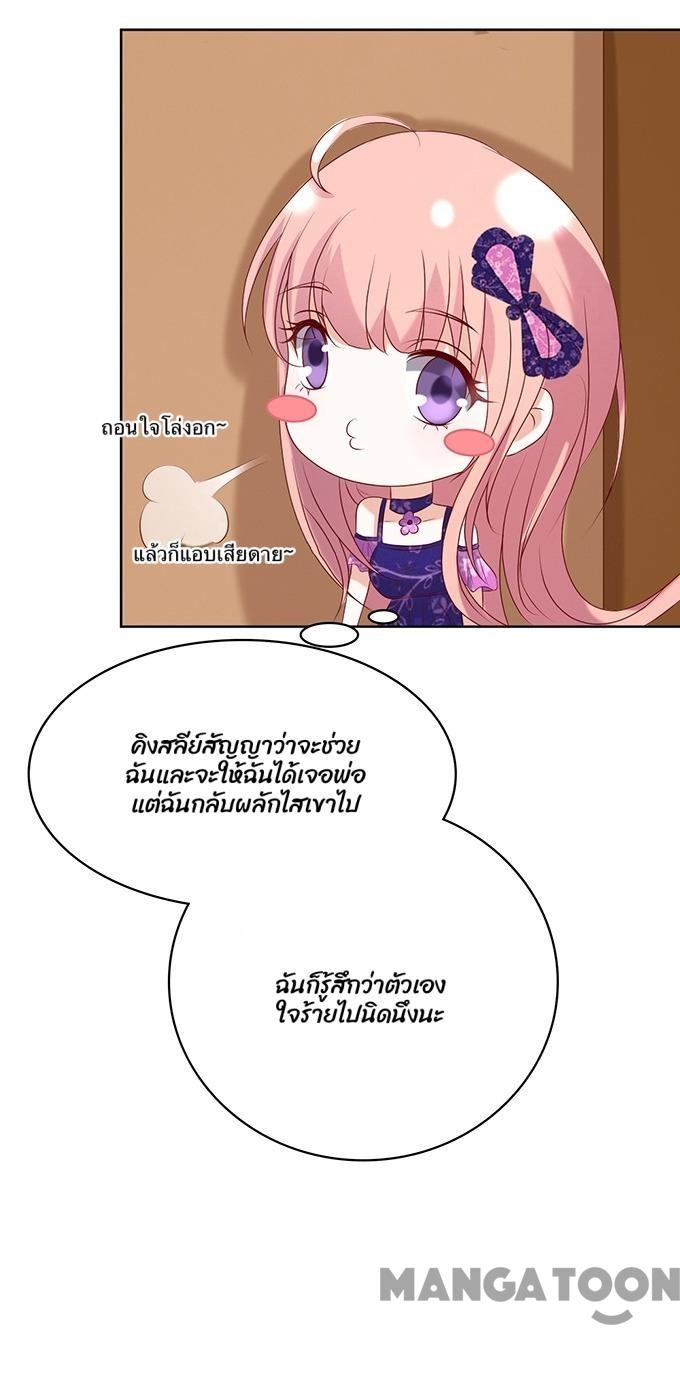 ถอนใจโล่งอก~
แล้วก็แอบเสียดาย~
คิงสลีย์สัญญาว่าจะช่วย
ฉันและจะให้ฉันได้เจอพ่อ
แต่ฉันกลับผลักไสเขาไป
ฉันก็รู้สึกว่าตัวเอง
ใจร้ายไปนิดนึงนะ
MANGATOON